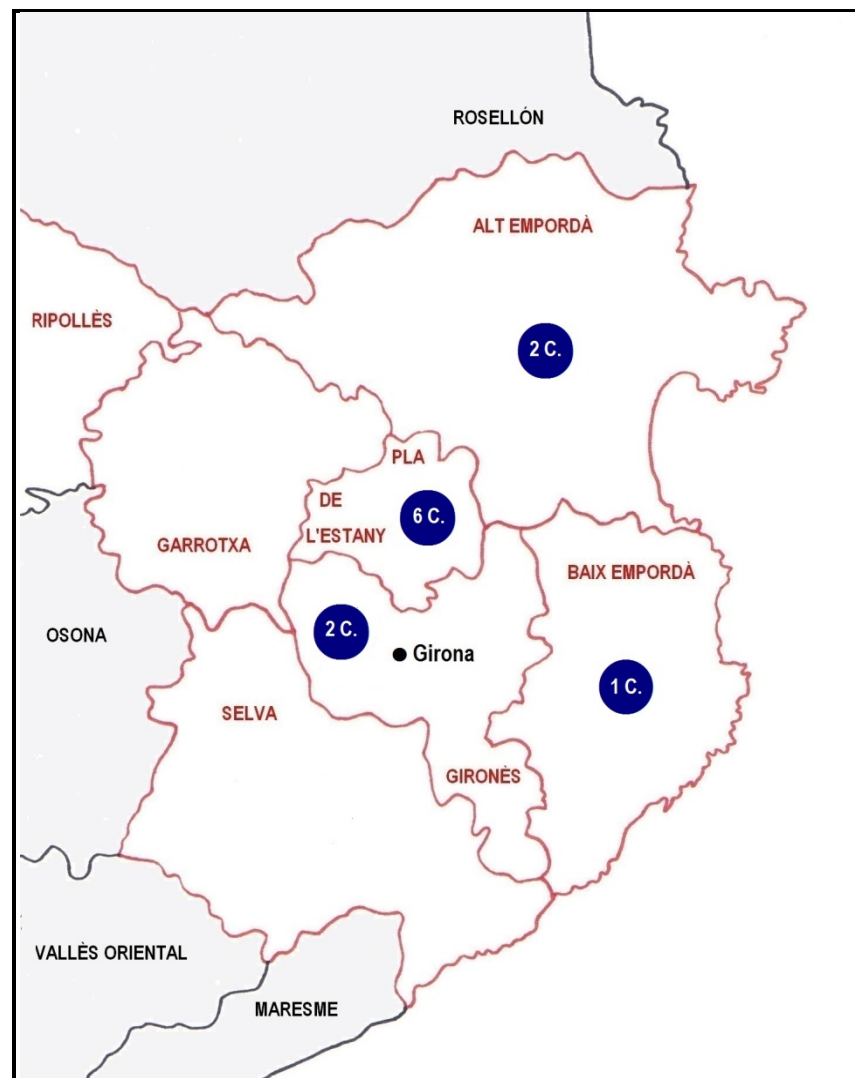 ROSELLÓN
ALT EMPORDÀ
RIPOLLÈS
2 C.
PLA
DE
6 C.
L'ESTANY
GARROTXA
BAIX EMPORDÀ
OSONA
2 C.
Girona
1 C.
SELVA
GIRONÈS
VALLÈS ORIENTAL
MARESME